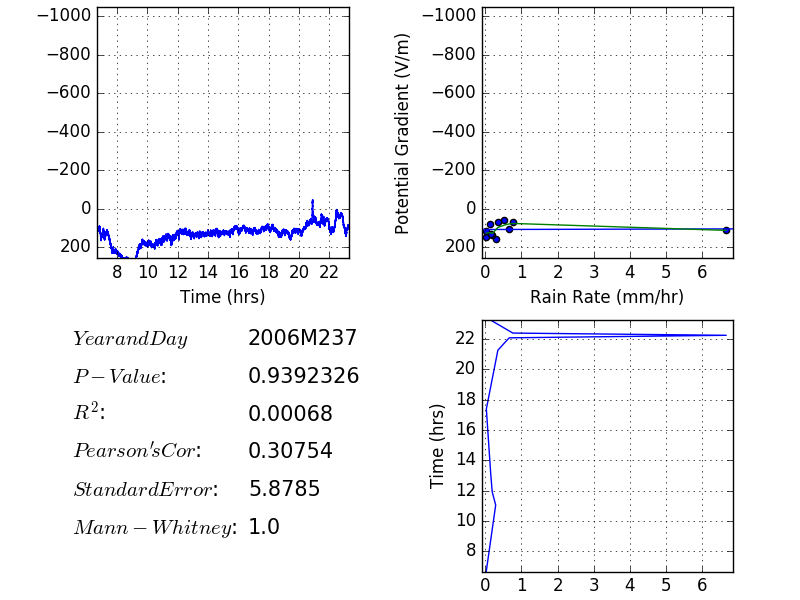 −1000
−800
−600
−400
−200
0
200
8 10 12 14 16 18 20 22
Time (hrs)
Potential Gradient (V/m)
−1000
−800
−600
−400
−200
0
200
0 1 2 3 4 5 6
Rain Rate (mm/hr)
YearandDay 2006M237
P−Value: 0.9392326
R²: 0.00068
Pearson'sCor: 0.30754
StandardError: 5.8785
Mann−Whitney: 1.0
Time (hrs)
22
20
18
16
14
12
10
8
0 1 2 3 4 5 6